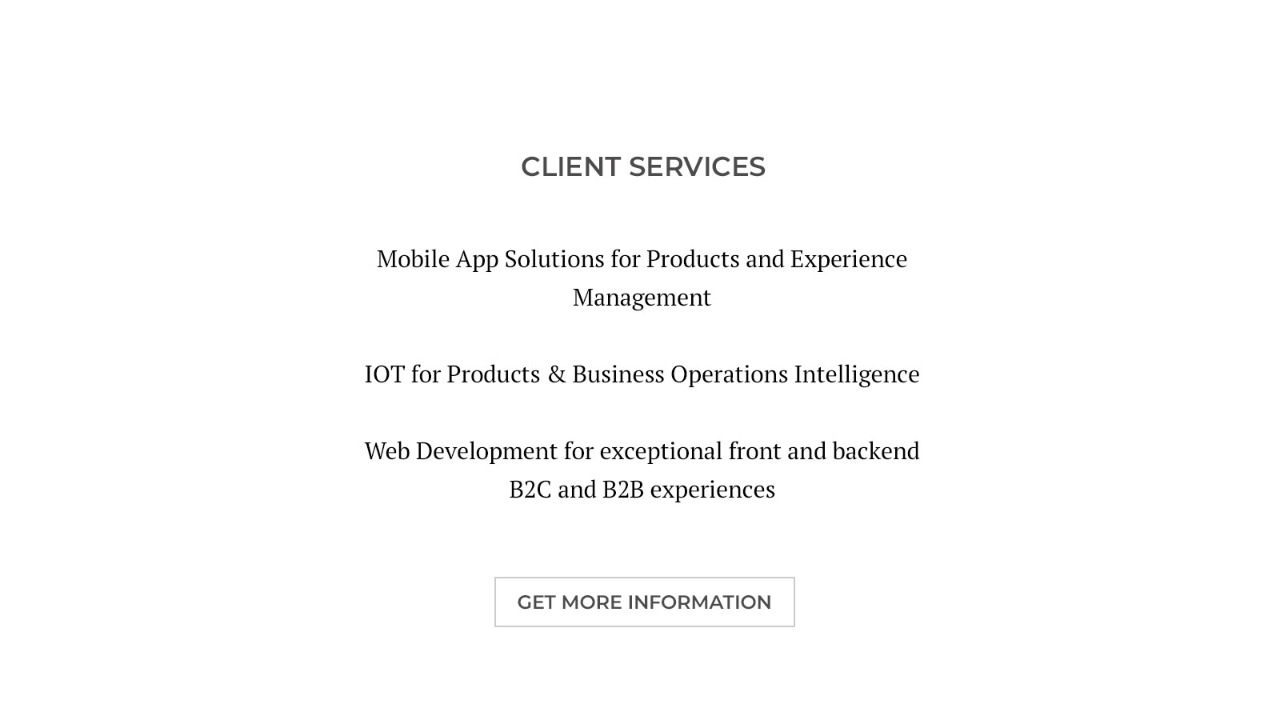 CLIENT SERVICES
Mobile App Solutions for Products and Experience
Management
IOT for Products & Business Operations Intelligence
Web Development for exceptional front and backend
B2C and B2B experiences
GET MORE INFORMATION